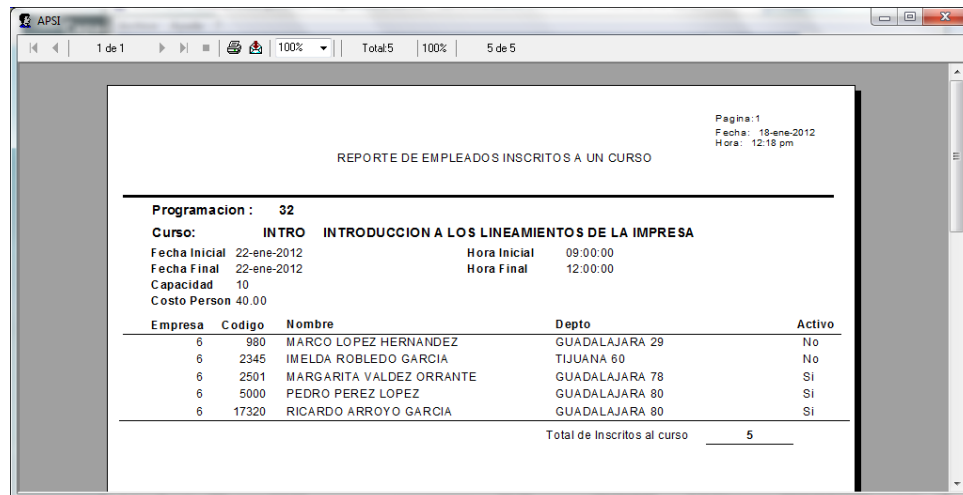 APSI
1 de 1 100% Total:5 100% 5 de 5
Pagina:1
Fecha: 18-ene-2012
Hora: 12:18 pm
REPORTE DE EMPLEADOS INSCRITOS A UN CURSO
Programacion : 32
Curso: INTRO INTRODUCCION A LOS LINEAMIENTOS DE LA IMPRESA
Fecha Inicial 22-ene-2012 Hora Inicial 09:00:00
Fecha Final 22-ene-2012 Hora Final 12:00:00
Capacidad 10
Costo Person 40.00
Empresa Codigo Nombre Depto Activo
6 980 MARCO LOPEZ HERNANDEZ GUADALAJARA 29 No
6 2345 IMELDA ROBLEDO GARCIA TIJUANA 60 No
6 2501 MARGARITA VALDEZ ORRANTE GUADALAJARA 78 Si
6 5000 PEDRO PEREZ LOPEZ GUADALAJARA 80 Si
6 17320 RICARDO ARROYO GARCIA GUADALAJARA 80 Si
Total de Inscritos al curso 5